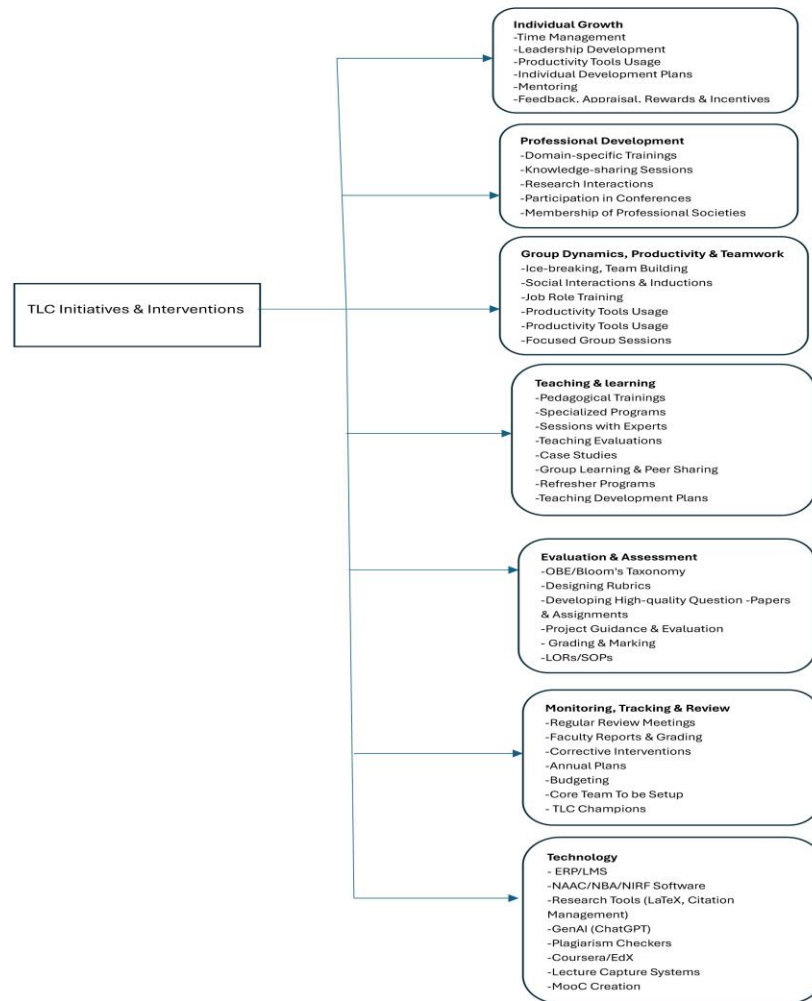 Individual Growth
-Time Management
-Leadership Development
-Productivity Tools Usage
-Individual Development Plans
-Mentoring
-Feedback, Appraisal, Rewards & Incentives
Professional Development
-Domain-specific Trainings
-Knowledge-sharing Sessions
-Research Interactions
-Participation in Conferences
-Membership of Professional Societies
Group Dynamics, Productivity & Teamwork
-Ice-breaking, Team Building
-Social Interactions & Inductions
-Job Role Training
-Productivity Tools Usage
-Productivity Tools Usage
-Focused Group Sessions
TLC Initiatives & Interventions
Teaching & learning
-Pedagogical Trainings
-Specialized Programs
-Sessions with Experts
-Teaching Evaluations
-Case Studies
-Group Learning & Peer Sharing
-Refresher Programs
-Teaching Development Plans
Evaluation & Assessment
-OBE/Bloom's Taxonomy
-Designing Rubrics
-Developing High-quality Question -Papers
& Assignments
-Project Guidance & Evaluation
- Grading & Marking
-LORs/SOPs
Monitoring, Tracking & Review
-Regular Review Meetings
-Faculty Reports & Grading
-Corrective Interventions
-Annual Plans
-Budgeting
-Core Team To be Setup
- TLC Champions
Technology
- ERP/LMS
-NAAC/NBA/NIRF Software
-Research Tools (LaTeX, Citation
Management)
-GenAI (ChatGPT)
-Plagiarism Checkers
-Coursera/EdX
-Lecture Capture Systems
-MooC Creation